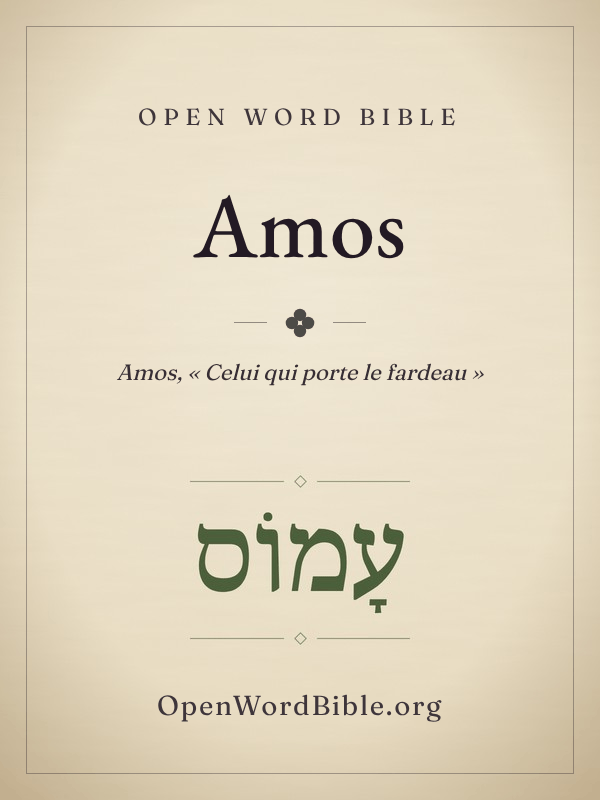 OPEN WORD BIBLE
Amos
Amos, « Celui qui porte le fardeau »
עָמוֹס
OpenWordBible.org